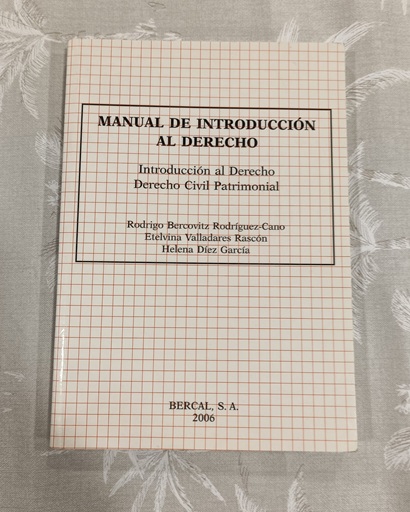 MANUAL DE INTRODUCCIÓN
AL DERECHO
Introducción al Derecho
Derecho Civil Patrimonial
Rodrigo Bercovitz Rodríguez-Cano
Etelvina Valladares Rascón
Helena Díez García
BERCAL, S. A.
2006